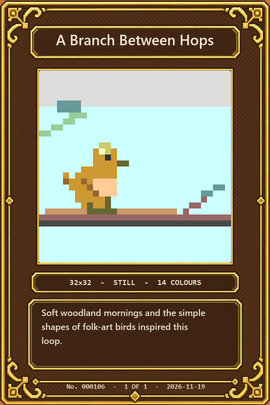 A Branch Between Hops
32x32 - STILL - 14 COLOURS
Soft woodland mornings and the simple
shapes of folk-art birds inspired this
loop.
No. 000106 - 1 OF 1 - 2026-11-19